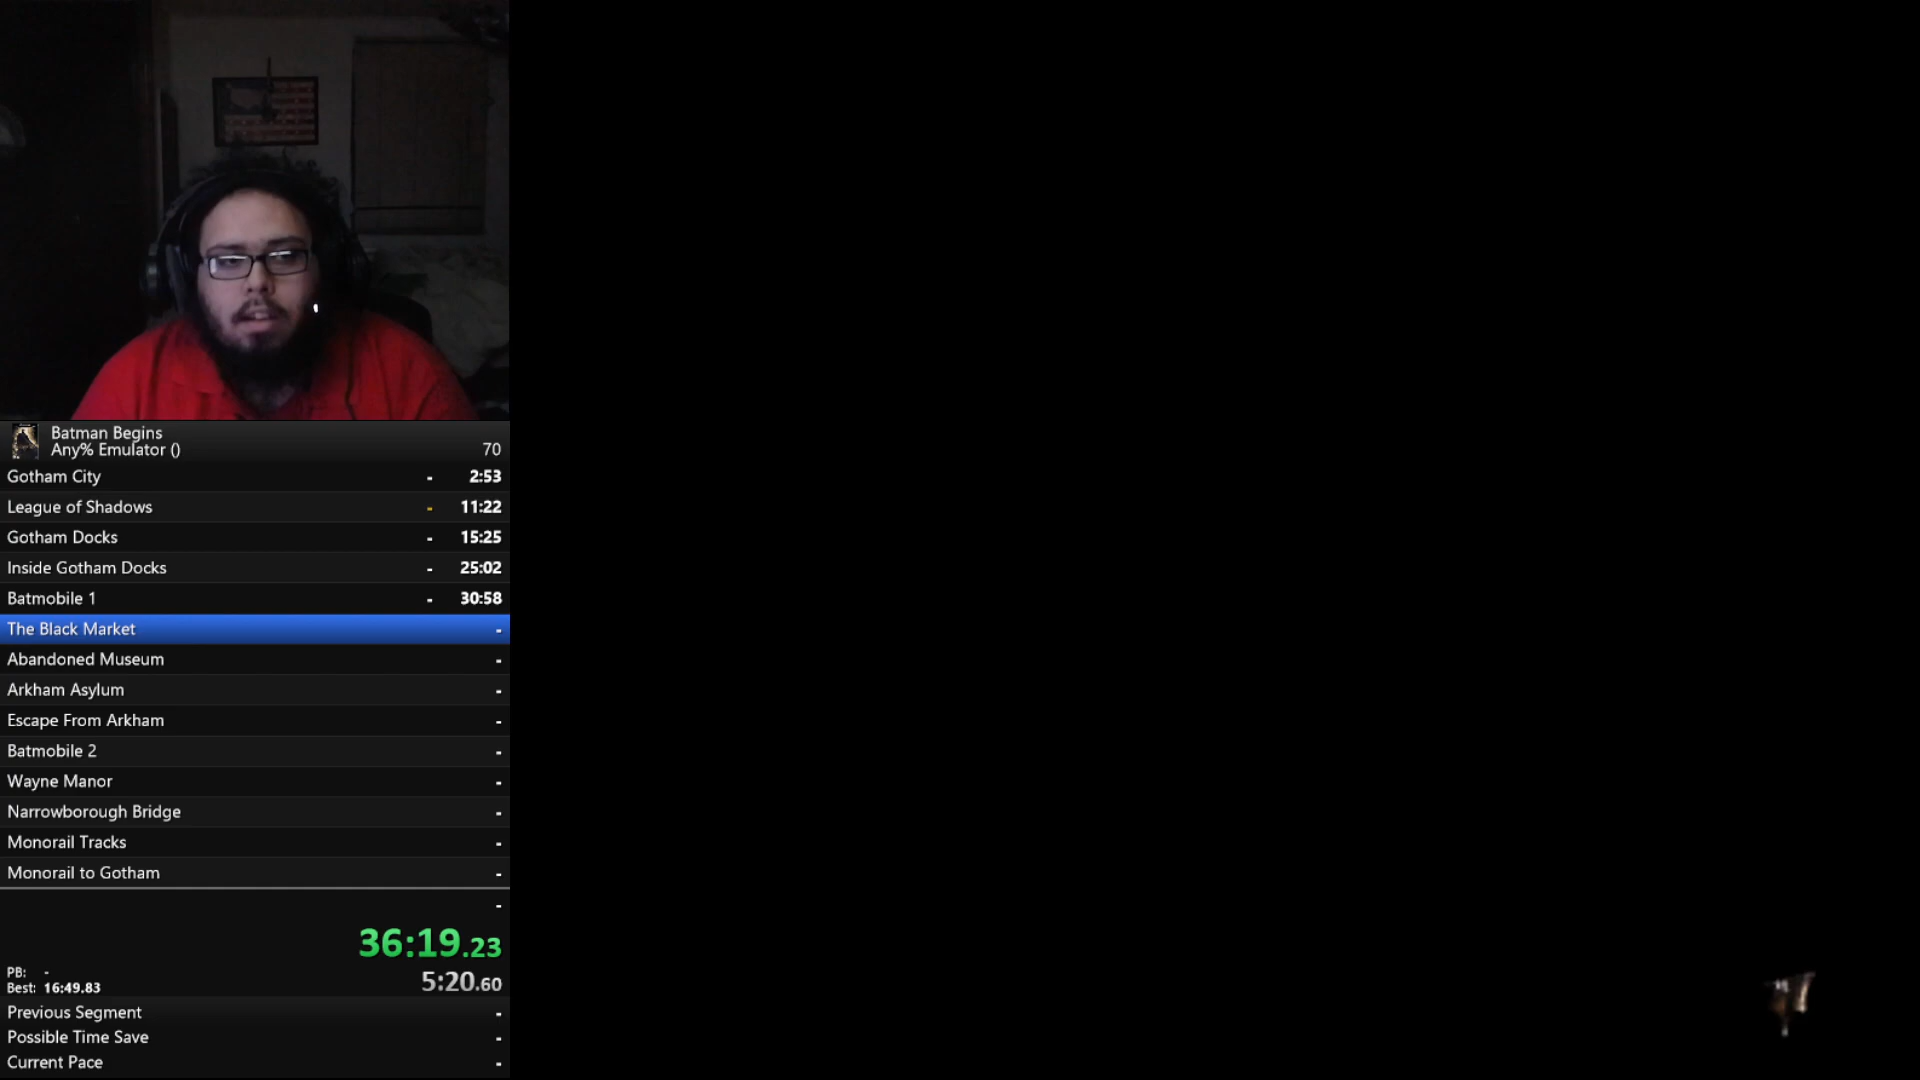 Batman Begins
Any% Emulator () 70
Gotham City - 2:53
League of Shadows - 11:22
Gotham Docks - 15:25
Inside Gotham Docks - 25:02
Batmobile 1 - 30:58
The Black Market -
Abandoned Museum -
Arkham Asylum -
Escape From Arkham -
Batmobile 2 -
Wayne Manor -
Narrowborough Bridge -
Monorail Tracks -
Monorail to Gotham -
-
36:19.23
PB: -
Best: 16:49.83 5:20.60
Previous Segment -
Possible Time Save -
Current Pace -